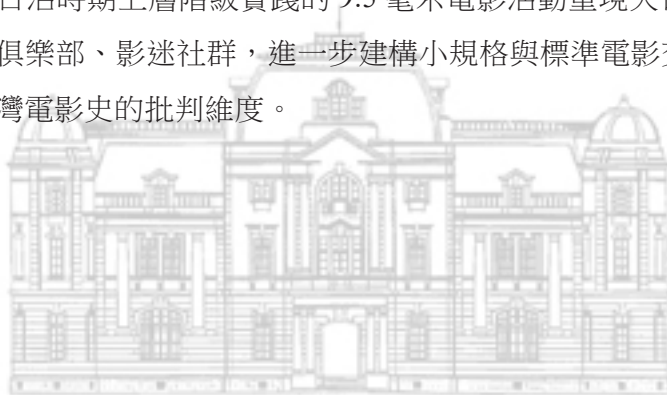 日治時期上層階級實踐的 9.5 毫米電影活動重現大
俱樂部、影迷社群，進一步建構小規格與標準電影
灣電影史的批判維度。